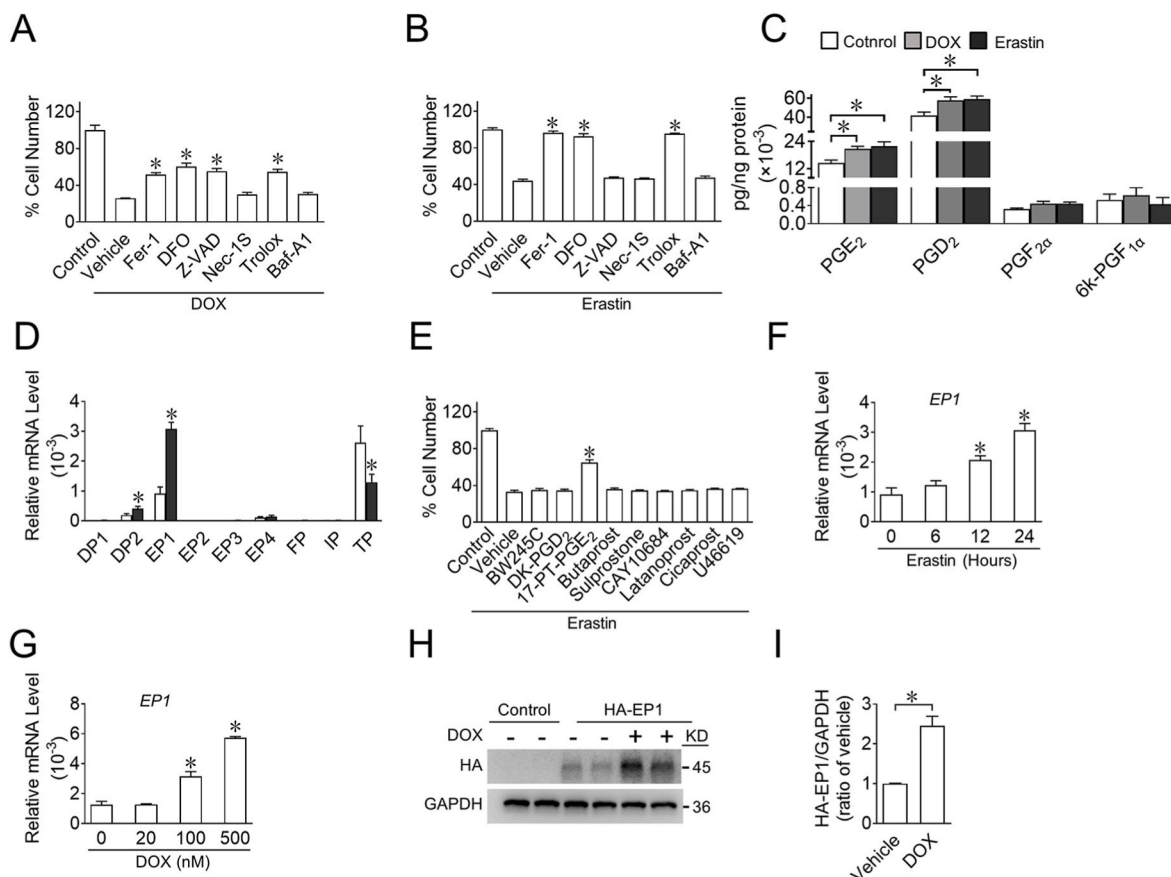 A
% Cell Number
120
80
40
0
Control
Vehicle
Fer-1
DFO
Z-VAD
Nec-1S
Trolox
Baf-A1
* * * *
DOX
B
% Cell Number
120
80
40
0
Control
Vehicle
Fer-1
DFO
Z-VAD
Nec-1S
Trolox
Baf-A1
* * *
Erastin
C
Cotnrol DOX Erastin
pg/ng protein
(×10⁻³)
60
40
24
12
0.8
0.4
0.0
* * * *
PGE₂
PGD₂
PGF₂α
6k-PGF₁α
D
Relative mRNA Level
(10⁻³)
4
3
2
1
0
* * *
DP1
DP2
EP1
EP2
EP3
EP4
FP
IP
TP
E
% Cell Number
120
80
40
0
*
Control
Vehicle
BW245C
DK-PGD₂
17-PT-PGE₂
Butaprost
Sulprostone
CAY10684
Latanoprost
Cicaprost
U46619
Erastin
F
EP1
Relative mRNA Level
(10⁻³)
4
3
2
1
0
* *
0 6 12 24
Erastin (Hours)
G
EP1
Relative mRNA Level
(10⁻³)
8
6
4
2
0
* *
0 20 100 500
DOX (nM)
H
Control HA-EP1
DOX - - - - + + KD
HA -45
GAPDH -36
I
HA-EP1/GAPDH
(ratio of vehicle)
3
2
1
0
*
Vehicle
DOX